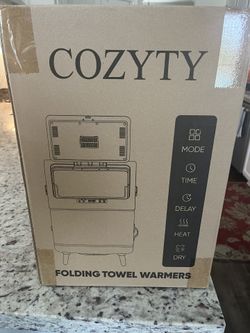 COZYTY
MODE
TIME
DELAY
HEAT
DRY
FOLDING TOWEL WARMERS